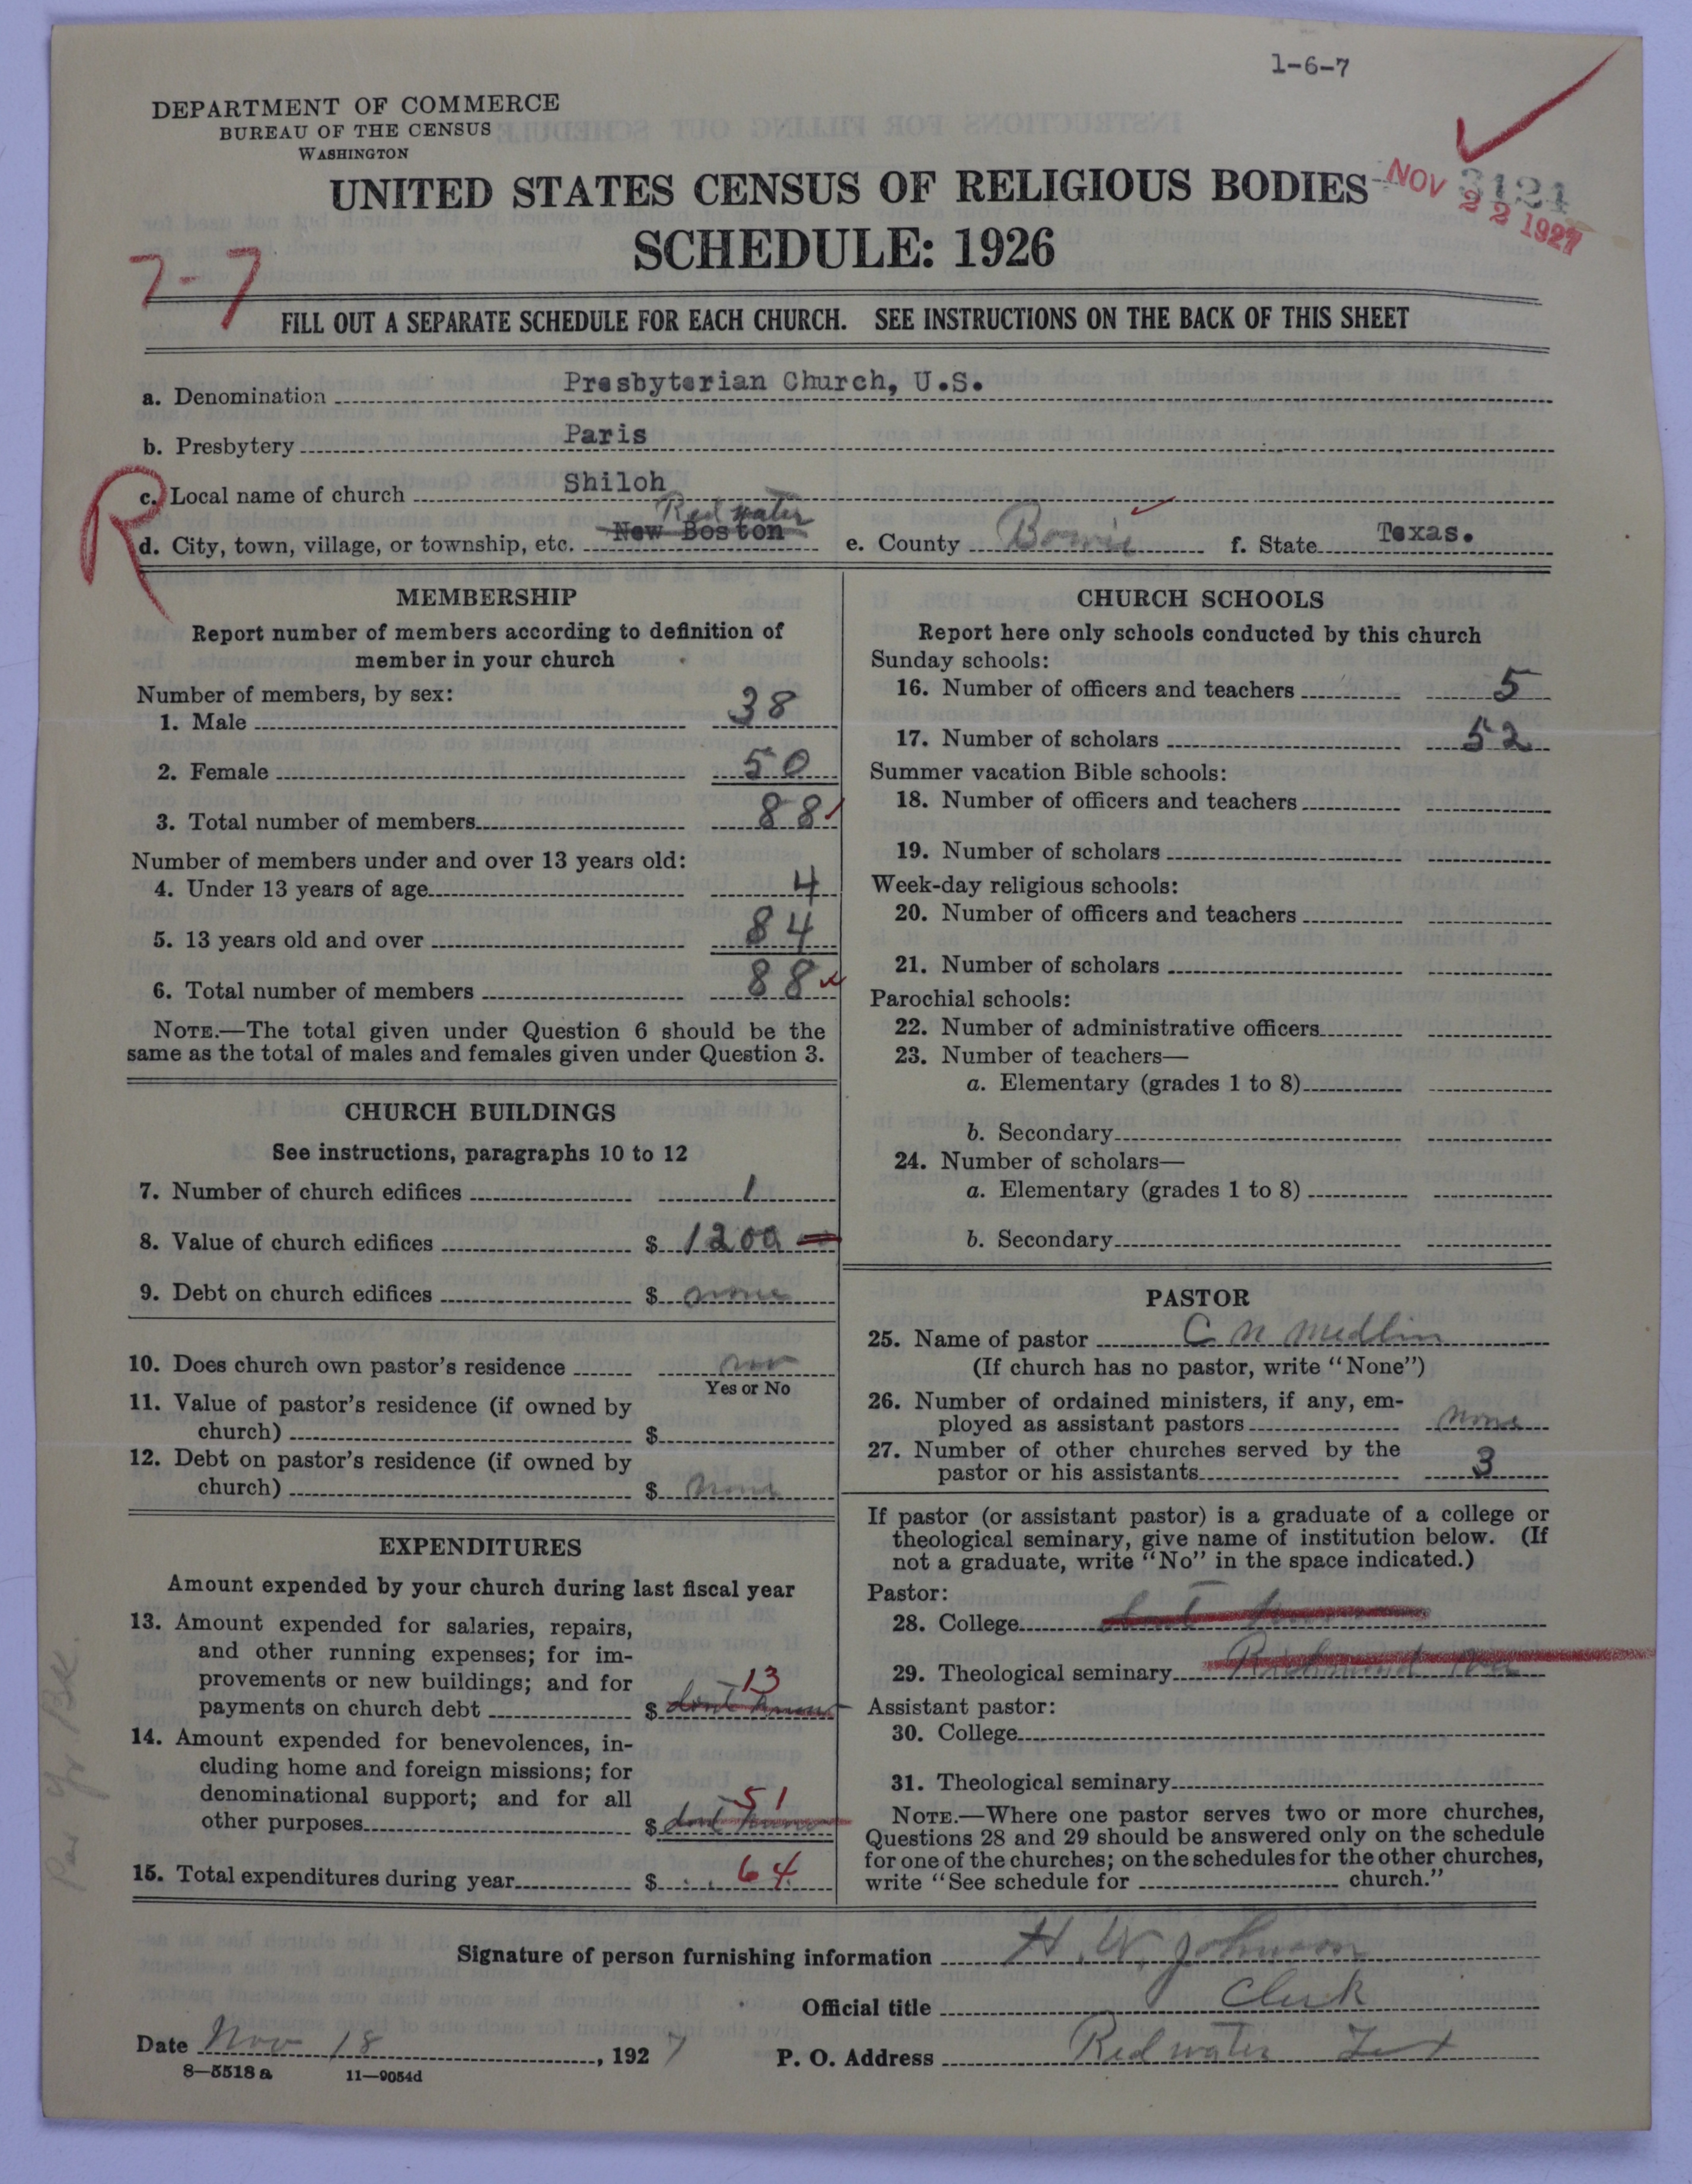 1-6-7
DEPARTMENT OF COMMERCE
BUREAU OF THE CENSUS
WASHINGTON
UNITED STATES CENSUS OF RELIGIOUS BODIES
NOV 22 1927
3121
SCHEDULE: 1926
7-7
FILL OUT A SEPARATE SCHEDULE FOR EACH CHURCH. SEE INSTRUCTIONS ON THE BACK OF THIS SHEET
a. Denomination Presbyterian Church, U.S.
b. Presbytery Paris
R
c. Local name of church Shiloh
Redwater
d. City, town, village, or township, etc. New Boston e. County Bowie f. State Texas.
MEMBERSHIP
Report number of members according to definition of
member in your church
Number of members, by sex:
1. Male 38
2. Female 50
3. Total number of members 88
Number of members under and over 13 years old:
4. Under 13 years of age 4
5. 13 years old and over 84
6. Total number of members 88
NOTE.—The total given under Question 6 should be the
same as the total of males and females given under Question 3.
CHURCH BUILDINGS
See instructions, paragraphs 10 to 12
7. Number of church edifices 1
8. Value of church edifices $ 1200
9. Debt on church edifices $ none
10. Does church own pastor's residence no
Yes or No
11. Value of pastor's residence (if owned by
church) $
12. Debt on pastor's residence (if owned by
church) $ none
EXPENDITURES
Amount expended by your church during last fiscal year
13. Amount expended for salaries, repairs,
and other running expenses; for im-
provements or new buildings; and for
13
payments on church debt $ dont know
14. Amount expended for benevolences, in-
cluding home and foreign missions; for
denominational support; and for all
51
other purposes $ dont know
15. Total expenditures during year $ 64
CHURCH SCHOOLS
Report here only schools conducted by this church
Sunday schools:
16. Number of officers and teachers 5
17. Number of scholars 52
Summer vacation Bible schools:
18. Number of officers and teachers
19. Number of scholars
Week-day religious schools:
20. Number of officers and teachers
21. Number of scholars
Parochial schools:
22. Number of administrative officers
23. Number of teachers—
a. Elementary (grades 1 to 8)
b. Secondary
24. Number of scholars—
a. Elementary (grades 1 to 8)
b. Secondary
PASTOR
25. Name of pastor C N Medlin
(If church has no pastor, write "None")
26. Number of ordained ministers, if any, em-
ployed as assistant pastors none
27. Number of other churches served by the
pastor or his assistants 3
If pastor (or assistant pastor) is a graduate of a college or
theological seminary, give name of institution below. (If
not a graduate, write "No" in the space indicated.)
Pastor:
28. College
29. Theological seminary Richmond
Assistant pastor:
30. College
31. Theological seminary
NOTE.—Where one pastor serves two or more churches,
Questions 28 and 29 should be answered only on the schedule
for one of the churches; on the schedules for the other churches,
write "See schedule for church."
Signature of person furnishing information H. W. Johnson
Official title Clerk
Date Nov 18, 1927 P. O. Address Redwater Tex
8—5518 a 11—9054d